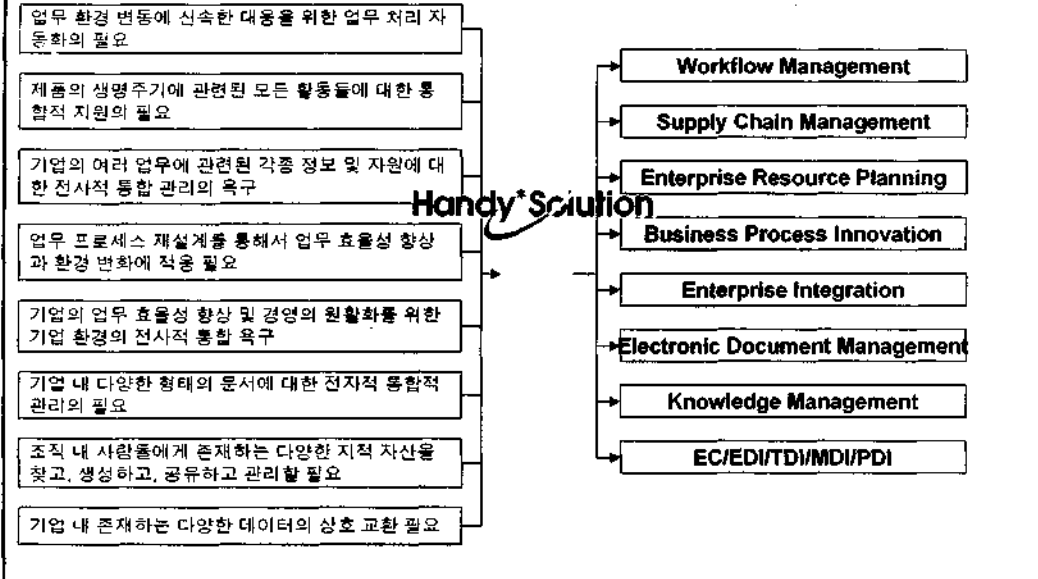 업무 환경 변동에 신속한 대응을 위한 업무 처리 자
동화의 필요
제품의 생명주기에 관련된 모든 활동들에 대한 통
합적 지원의 필요
기업의 여러 업무에 관련된 각종 정보 및 자원에 대
한 전사적 통합 관리의 욕구
업무 프로세스 재설계를 통해서 업무 효율성 향상
과 환경 변화에 적응 필요
기업의 업무 효율성 향상 및 경영의 원활화를 위한
기업 환경의 전사적 통합 욕구
기업 내 다양한 형태의 문서에 대한 전자적 통합적
관리의 필요
조직 내 사람들에게 존재하는 다양한 지적 자산을
찾고, 생성하고, 공유하고 관리할 필요
기업 내 존재하는 다양한 데이터의 상호 교환 필요
Handy*Solution
Workflow Management
Supply Chain Management
Enterprise Resource Planning
Business Process Innovation
Enterprise Integration
Electronic Document Management
Knowledge Management
EC/EDI/TDI/MDI/PDI